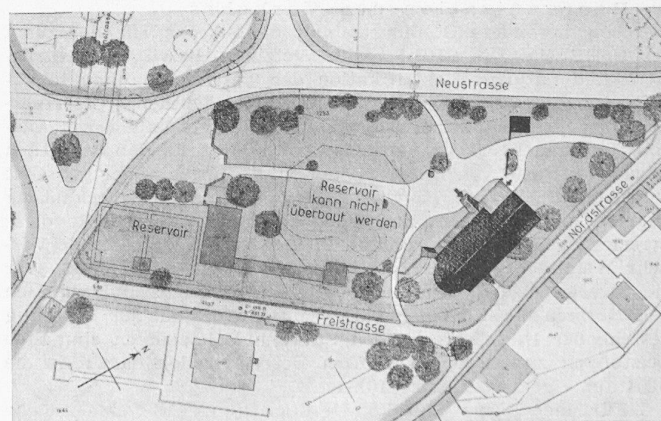 Neustrasse
Reservoir
kann nicht
überbaut werden
Reservoir
Nordstrasse
Freistrasse
N